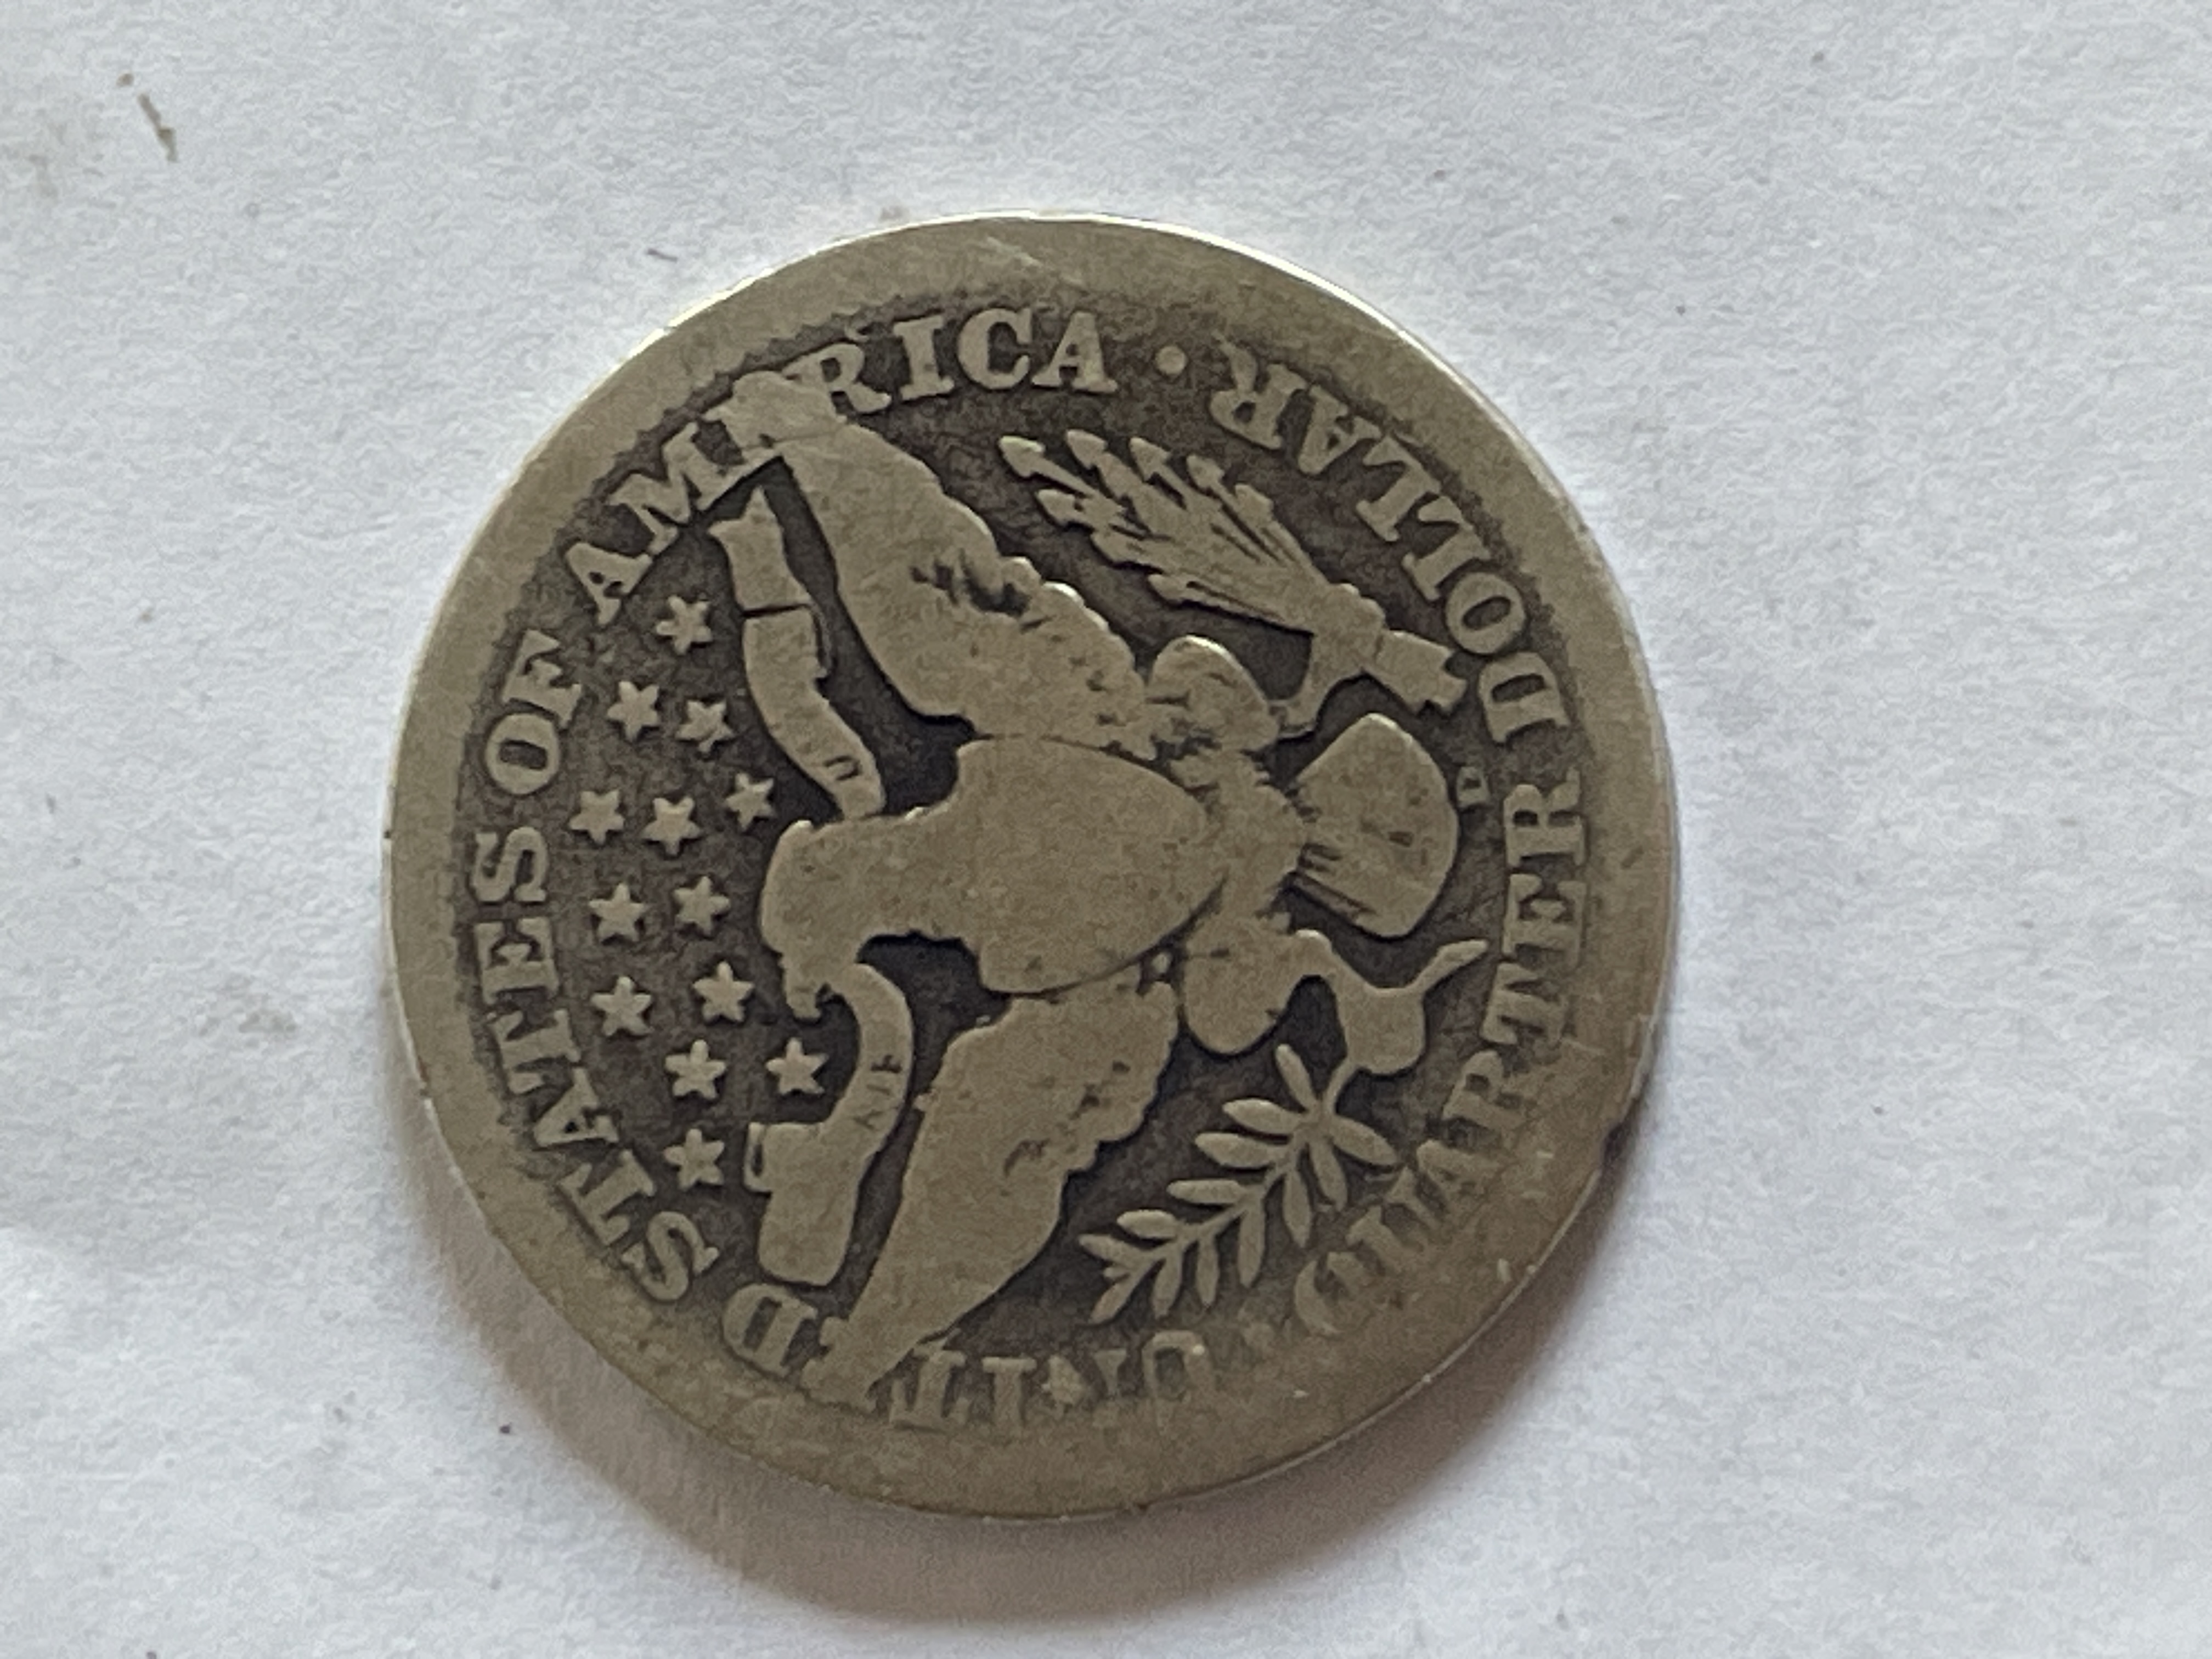 UNITED STATES OF AMERICA
U
D
· QUARTER DOLLAR ·